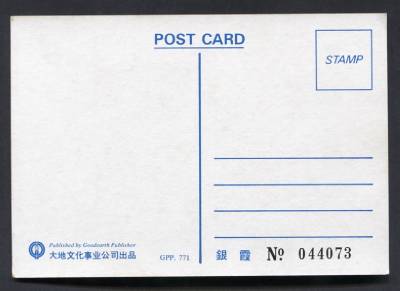 POST CARD
STAMP
Published by Goodearth Publisher
大地文化事业公司出品
GPP. 771
銀 霞 № 044073